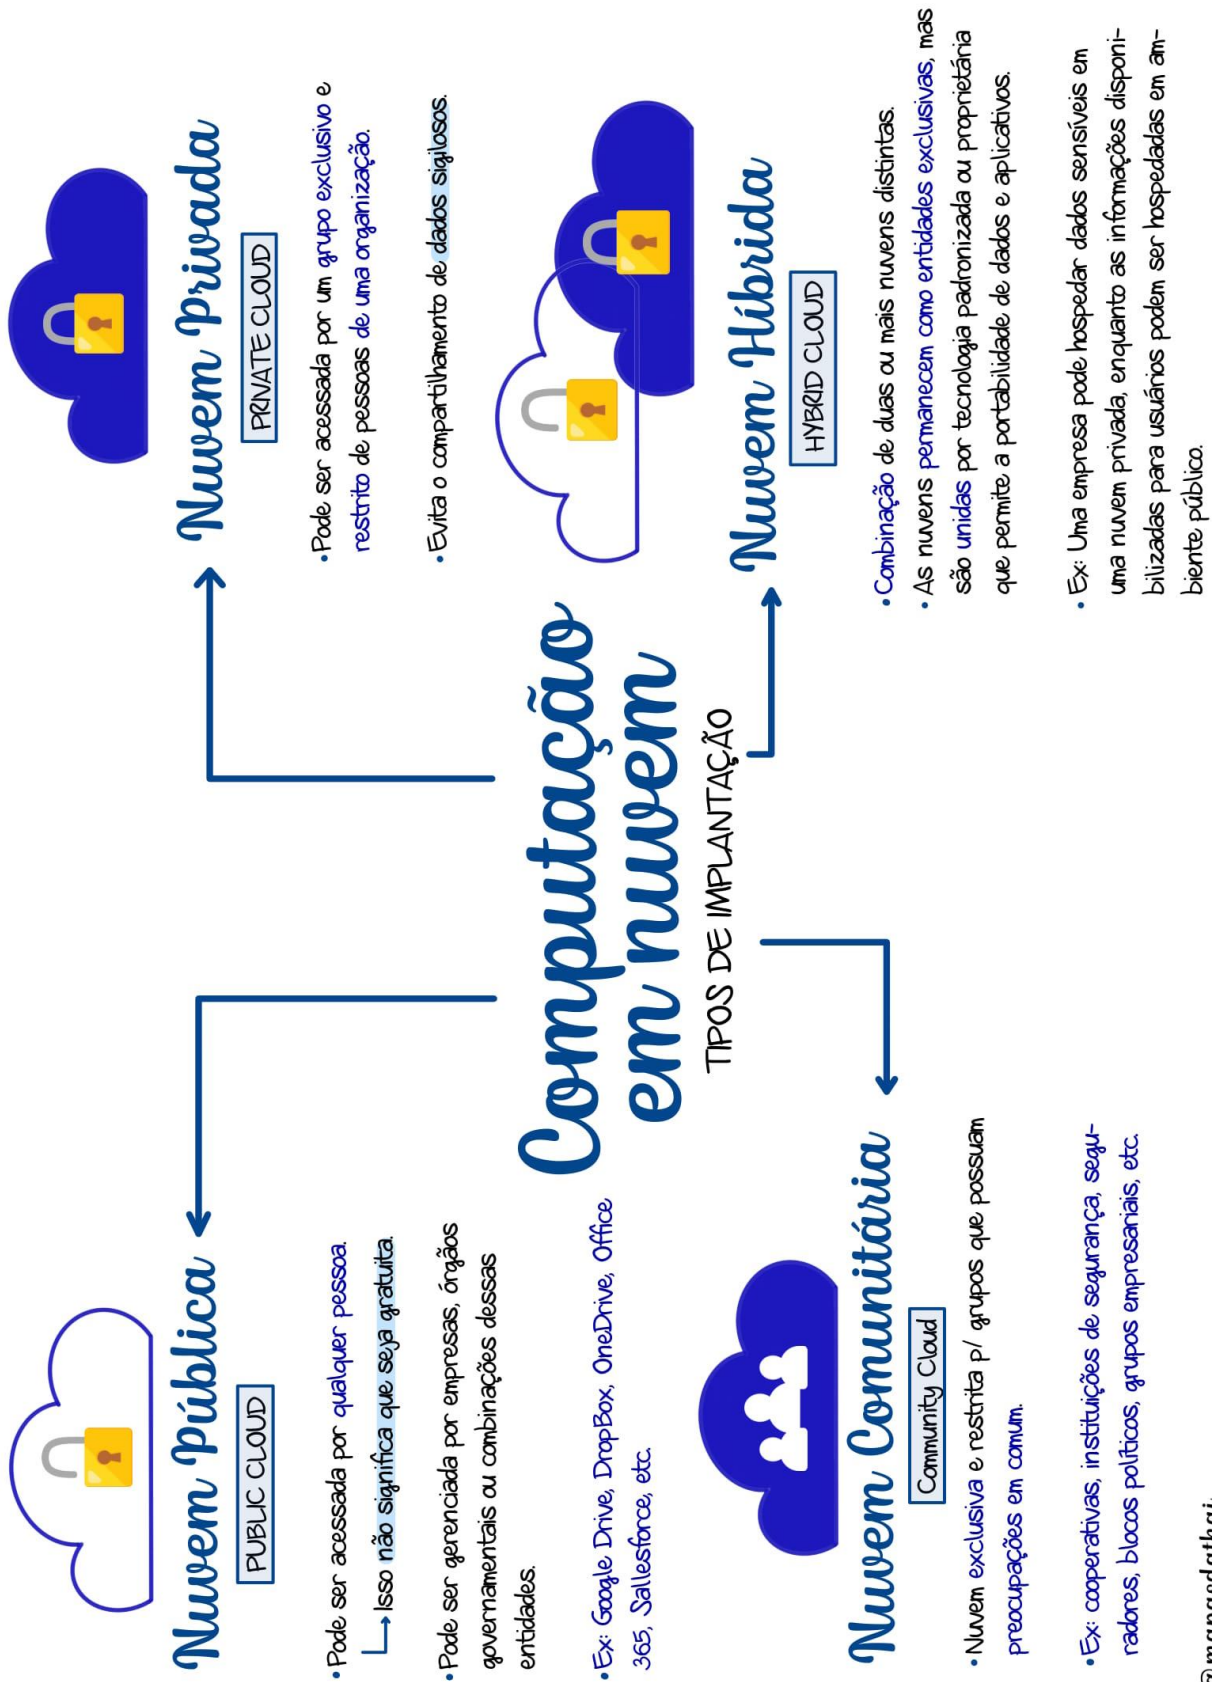 Nuvem Pública
PUBLIC CLOUD
• Pode ser acessada por qualquer pessoa.
Isso não significa que seja gratuita.
• Pode ser gerenciada por empresas, órgãos
governamentais ou combinações dessas
entidades.
• Ex: Google Drive, DropBox, OneDrive, Office
365, Sallesforce, etc.
Nuvem Privada
PRIVATE CLOUD
• Pode ser acessada por um grupo exclusivo e
restrito de pessoas de uma organização.
• Evita o compartilhamento de dados sigilosos.
Computação
em nuvem
TIPOS DE IMPLANTAÇÃO
Nuvem Comunitária
Community Cloud
• Nuvem exclusiva e restrita p/ grupos que possuam
preocupações em comum.
• Ex: cooperativas, instituições de segurança, segu-
radores, blocos políticos, grupos empresariais, etc.
Nuvem Híbrida
HYBRID CLOUD
• Combinação de duas ou mais nuvens distintas.
• As nuvens permanecem como entidades exclusivas, mas
são unidas por tecnologia padronizada ou proprietária
que permite a portabilidade de dados e aplicativos.
• Ex: Uma empresa pode hospedar dados sensíveis em
uma nuvem privada, enquanto as informações disponi-
bilizadas para usuários podem ser hospedadas em am-
biente público.